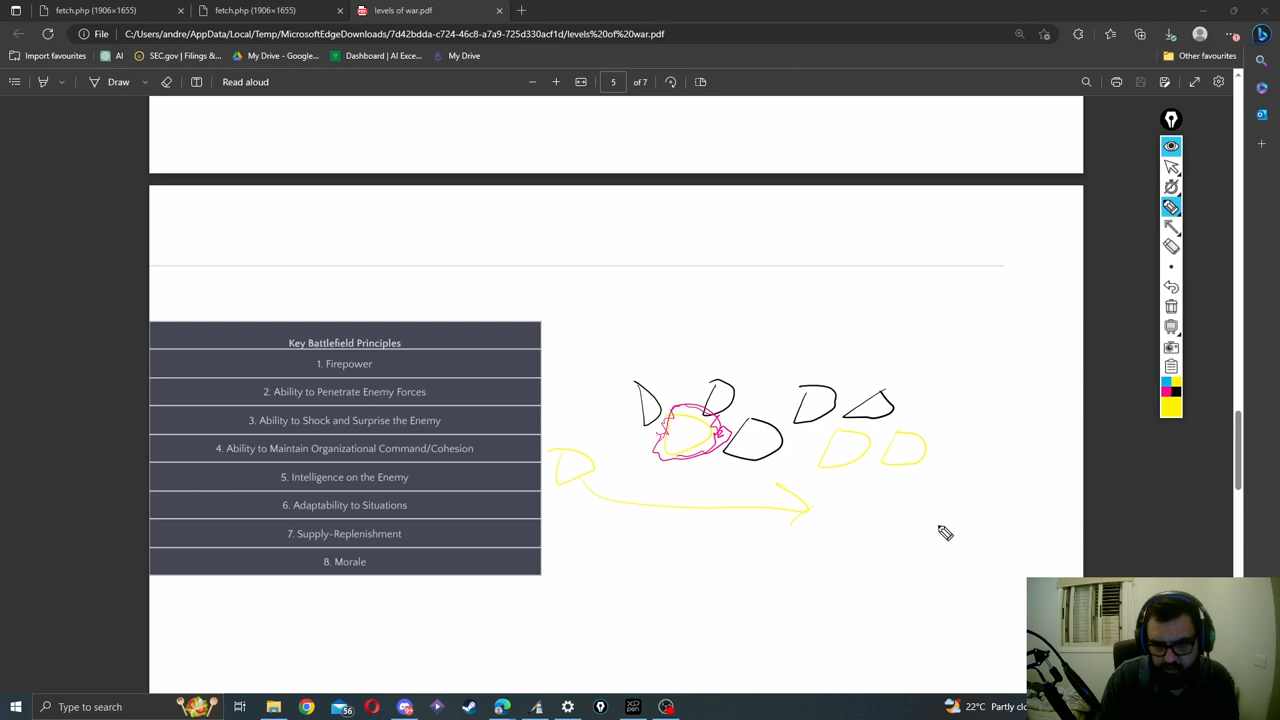 fetch.php (1906×1655)
fetch.php (1906×1655)
levels of war.pdf
File
C:/Users/andre/AppData/Local/Temp/MicrosoftEdgeDownloads/7d42bdda-c724-46c8-a7a9-725d330acf1d/levels%20of%20war.pdf
Import favourites
AI
SEC.gov | Filings &...
My Drive - Google...
Dashboard | AI Exce...
My Drive
Other favourites
Draw
Read aloud
5 of 7
Key Battlefield Principles
1. Firepower
2. Ability to Penetrate Enemy Forces
3. Ability to Shock and Surprise the Enemy
4. Ability to Maintain Organizational Command/Cohesion
5. Intelligence on the Enemy
6. Adaptability to Situations
7. Supply-Replenishment
8. Morale
D D D D
D D D D
D
Type here to search
56
xp
pen
22°C Partly clo